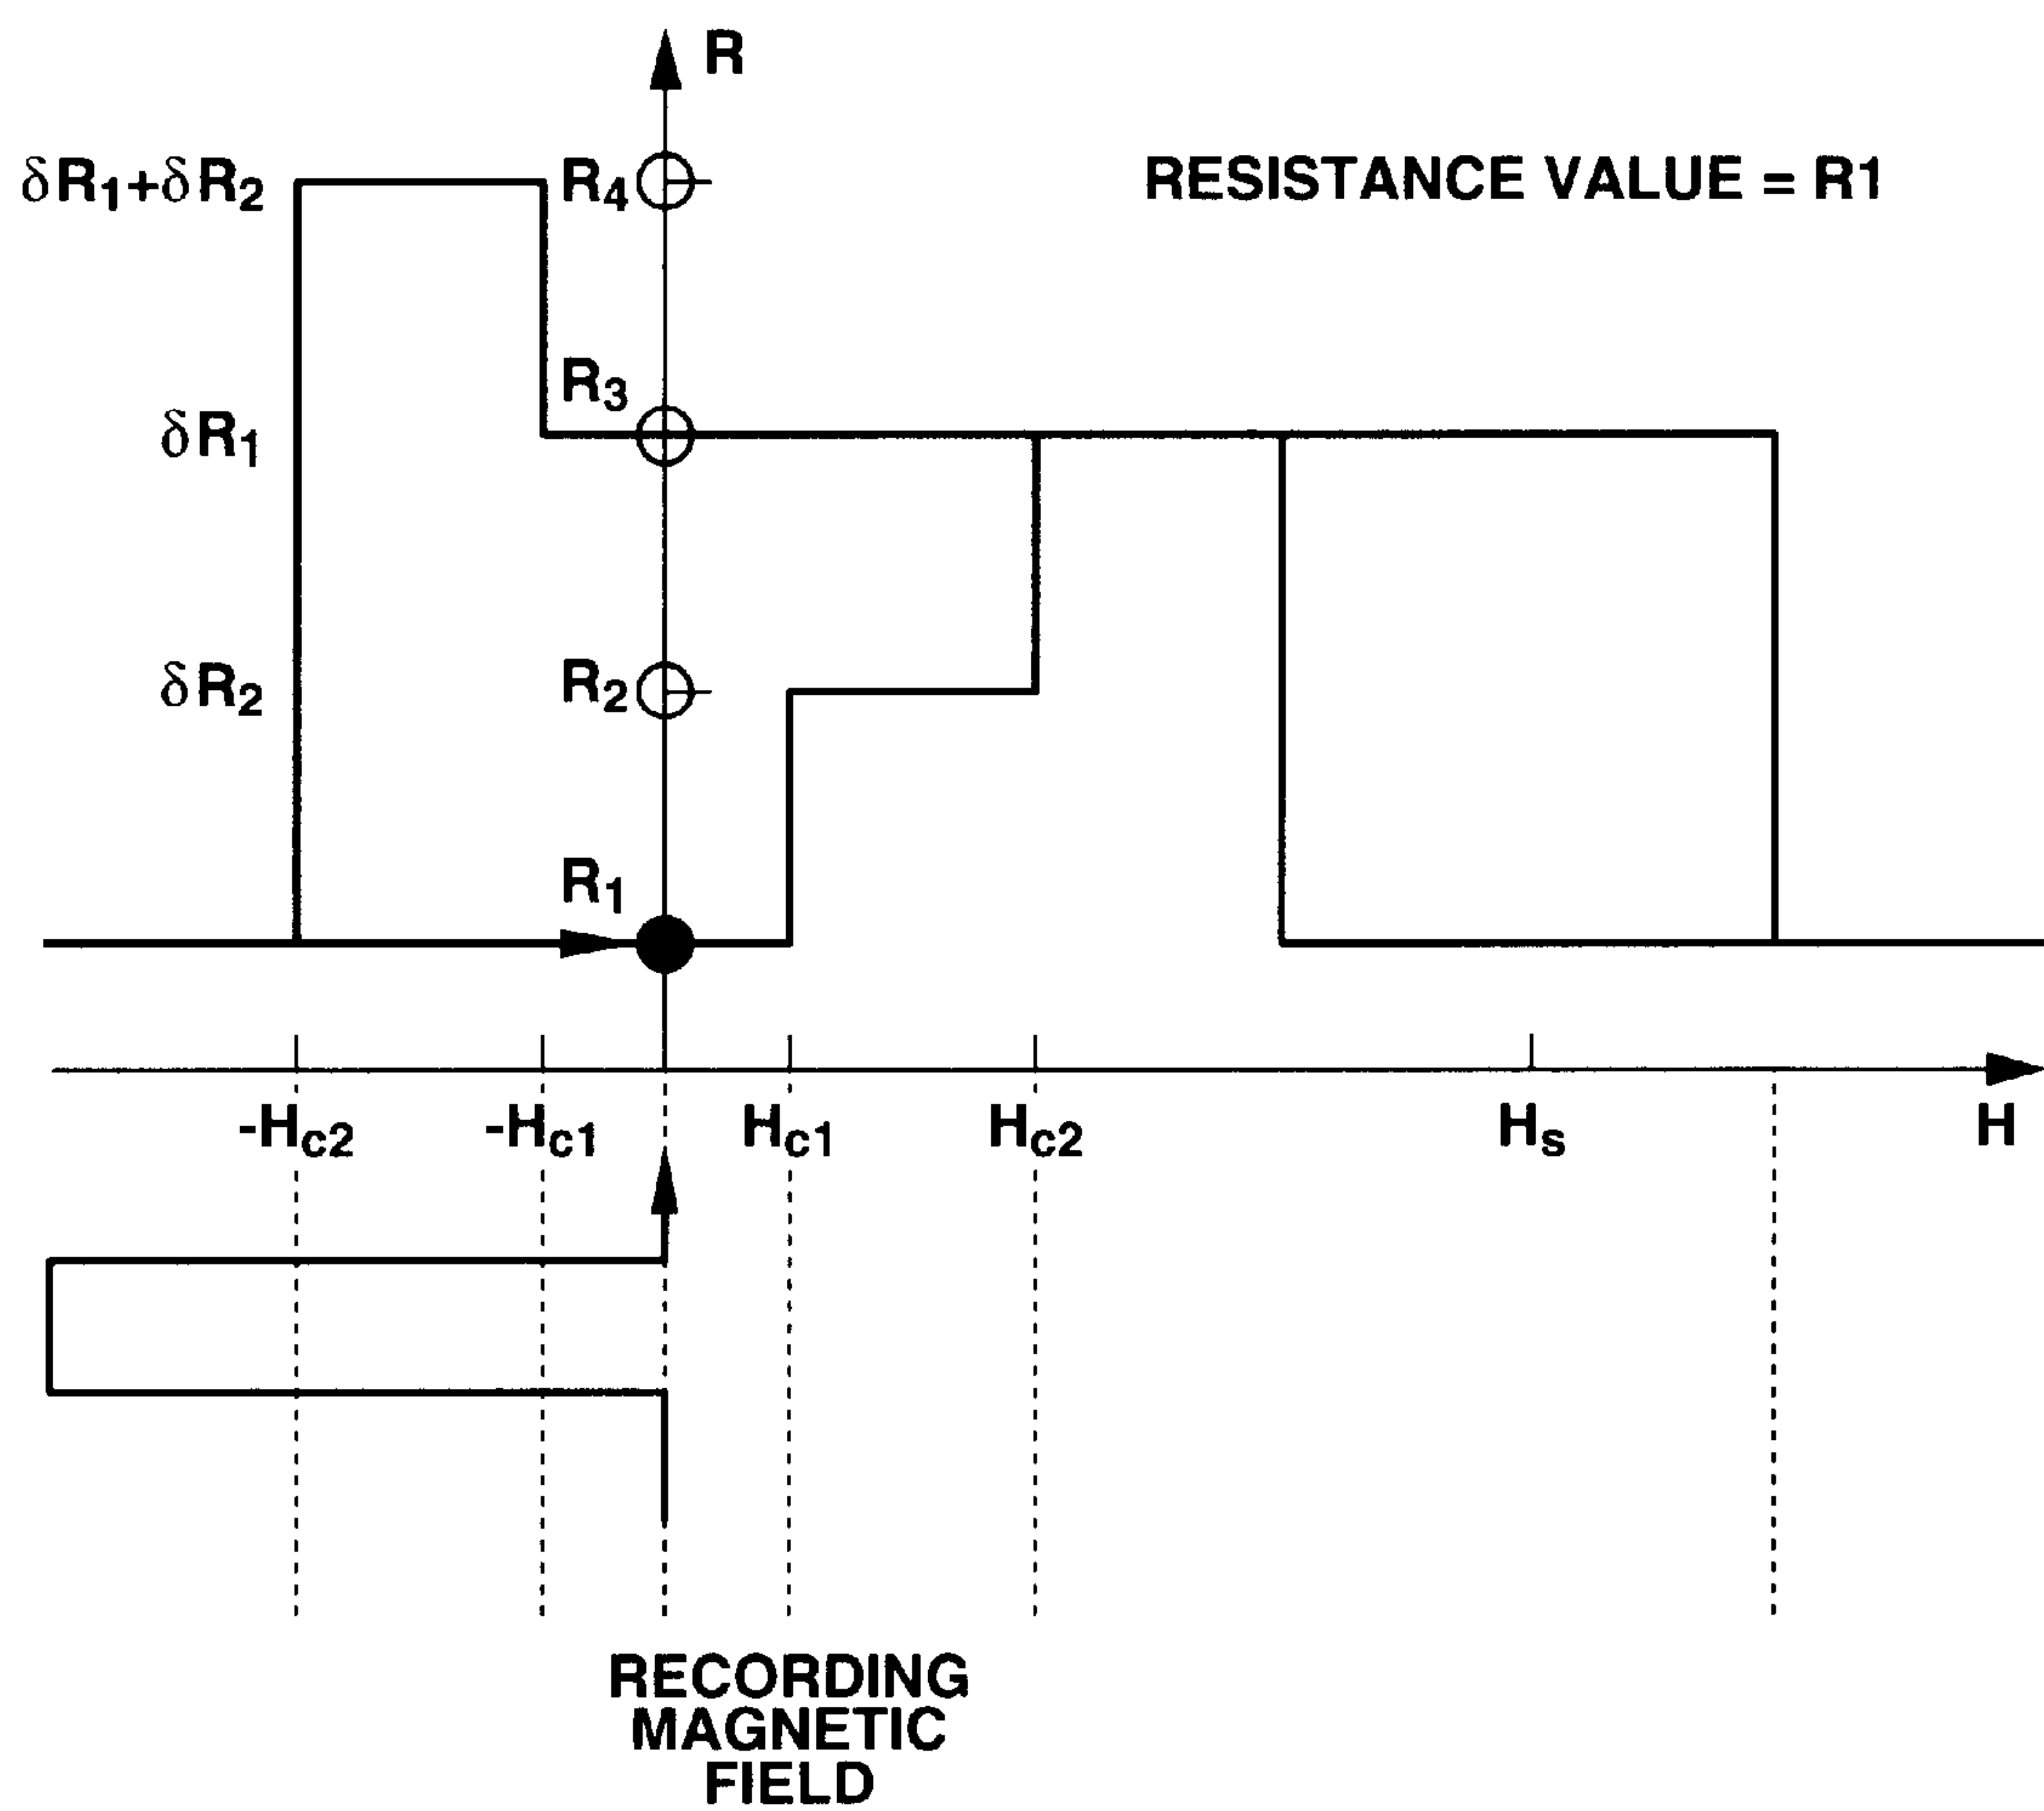 R
δR₁+δR₂
R₄
RESISTANCE VALUE = R1
R₃
δR₁
δR₂
R₂
R₁
-Hc2
-Hc1
Hc1
Hc2
Hs
H
RECORDING
MAGNETIC
FIELD